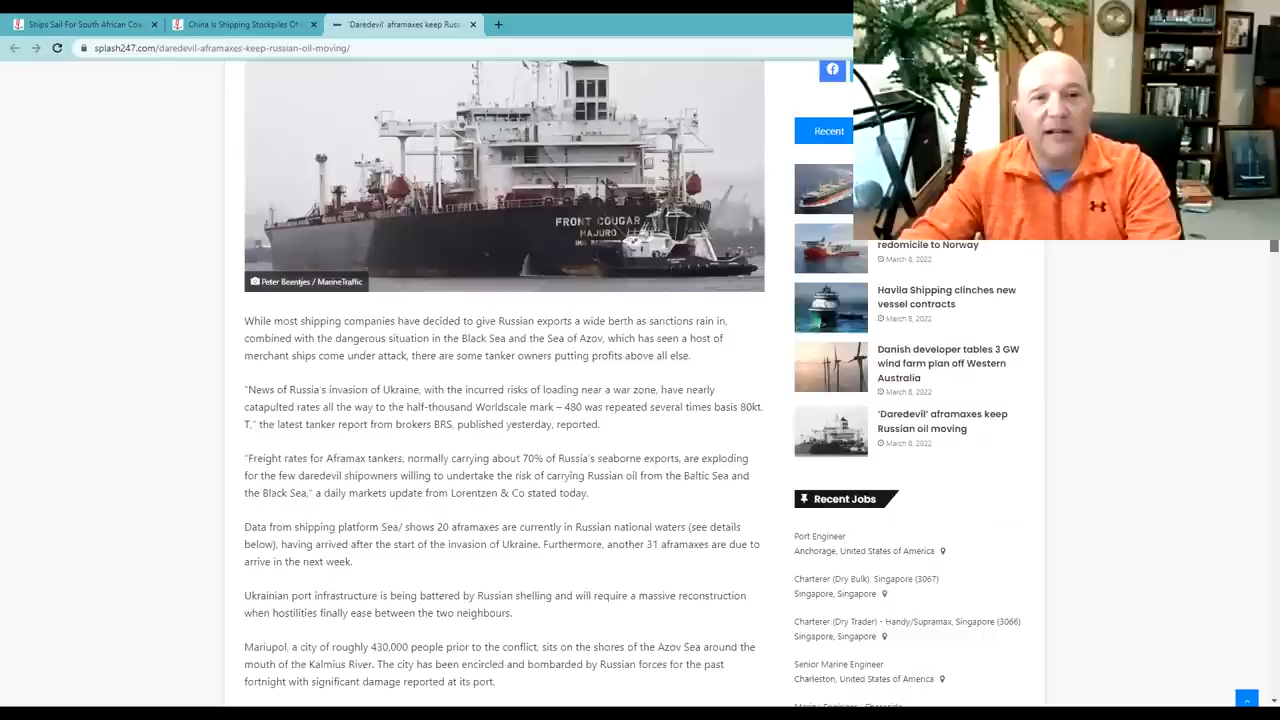 Ships Sail For South African Coa
China Is Shipping Stockpiles Of
'Daredevil' aframaxes keep Russ
splash247.com/daredevil-aframaxes-keep-russian-oil-moving/
Recent
FRONT COUGAR
MAJURO
Peter Beentjes / MarineTraffic
redomicile to Norway
March 8, 2022
Havila Shipping clinches new
vessel contracts
March 8, 2022
Danish developer tables 3 GW
wind farm plan off Western
Australia
March 8, 2022
'Daredevil' aframaxes keep
Russian oil moving
March 8, 2022
While most shipping companies have decided to give Russian exports a wide berth as sanctions rain in,
combined with the dangerous situation in the Black Sea and the Sea of Azov, which has seen a host of
merchant ships come under attack, there are some tanker owners putting profits above all else.
"News of Russia's invasion of Ukraine, with the incurred risks of loading near a war zone, have nearly
catapulted rates all the way to the half-thousand Worldscale mark – 480 was repeated several times basis 80kt.
T," the latest tanker report from brokers BRS, published yesterday, reported.
"Freight rates for Aframax tankers, normally carrying about 70% of Russia's seaborne exports, are exploding
for the few daredevil shipowners willing to undertake the risk of carrying Russian oil from the Baltic Sea and
the Black Sea," a daily markets update from Lorentzen & Co stated today.
Data from shipping platform Sea/ shows 20 aframaxes are currently in Russian national waters (see details
below), having arrived after the start of the invasion of Ukraine. Furthermore, another 31 aframaxes are due to
arrive in the next week.
Ukrainian port infrastructure is being battered by Russian shelling and will require a massive reconstruction
when hostilities finally ease between the two neighbours.
Mariupol, a city of roughly 430,000 people prior to the conflict, sits on the shores of the Azov Sea around the
mouth of the Kalmius River. The city has been encircled and bombarded by Russian forces for the past
fortnight with significant damage reported at its port.
Recent Jobs
Port Engineer
Anchorage, United States of America
Charterer (Dry Bulk), Singapore (3067)
Singapore, Singapore
Charterer (Dry Trader) - Handy/Supramax, Singapore (3066)
Singapore, Singapore
Senior Marine Engineer
Charleston, United States of America